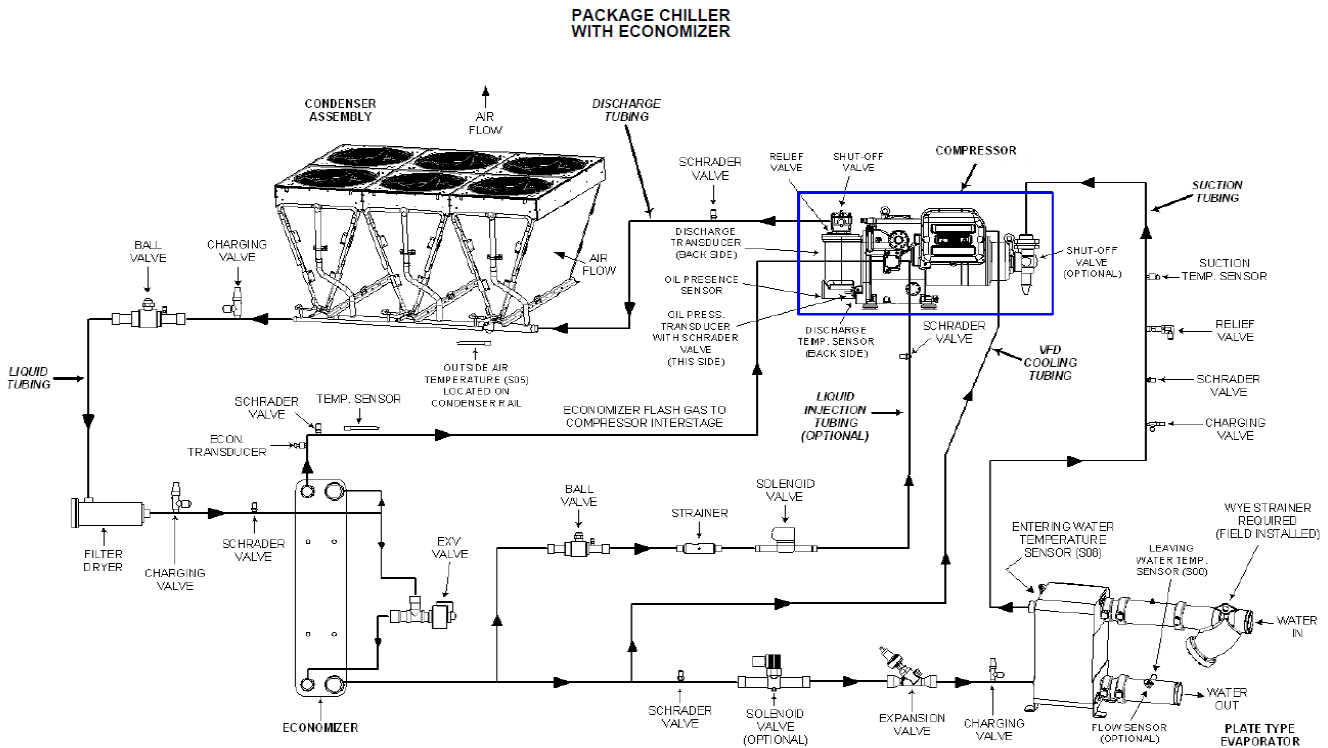 PACKAGE CHILLER
WITH ECONOMIZER
CONDENSER
ASSEMBLY
AIR
FLOW
DISCHARGE
TUBING
SCHRADER
VALVE
RELIEF
VALVE
SHUT-OFF
VALVE
COMPRESSOR
SUCTION
TUBING
BALL
VALVE
CHARGING
VALVE
AIR
FLOW
DISCHARGE
TRANSDUCER
(BACK SIDE)
SHUT-OFF
VALVE
(OPTIONAL)
SUCTION
TEMP. SENSOR
OIL PRESENCE
SENSOR
OIL PRESS.
TRANSDUCER
WITH SCHRADER
VALVE
(THIS SIDE)
DISCHARGE
TEMP. SENSOR
(BACK SIDE)
SCHRADER
VALVE
RELIEF
VALVE
VFD
COOLING
TUBING
LIQUID
TUBING
OUTSIDE AIR
TEMPERATURE (S05)
LOCATED ON
CONDENSER RAIL
SCHRADER
VALVE
SCHRADER
VALVE
TEMP. SENSOR
ECONOMIZER FLASH GAS TO
COMPRESSOR INTERSTAGE
LIQUID
INJECTION
TUBING
(OPTIONAL)
CHARGING
VALVE
ECON.
TRANSDUCER
BALL
VALVE
STRAINER
SOLENOID
VALVE
FILTER
DRYER
CHARGING
VALVE
SCHRADER
VALVE
EXV
VALVE
ENTERING WATER
TEMPERATURE
SENSOR (S08)
WYE STRAINER
REQUIRED
(FIELD INSTALLED)
LEAVING
WATER TEMP.
SENSOR (S00)
WATER
IN
WATER
OUT
ECONOMIZER
SCHRADER
VALVE
SOLENOID
VALVE
(OPTIONAL)
EXPANSION
VALVE
CHARGING
VALVE
FLOW SENSOR
(OPTIONAL)
PLATE TYPE
EVAPORATOR